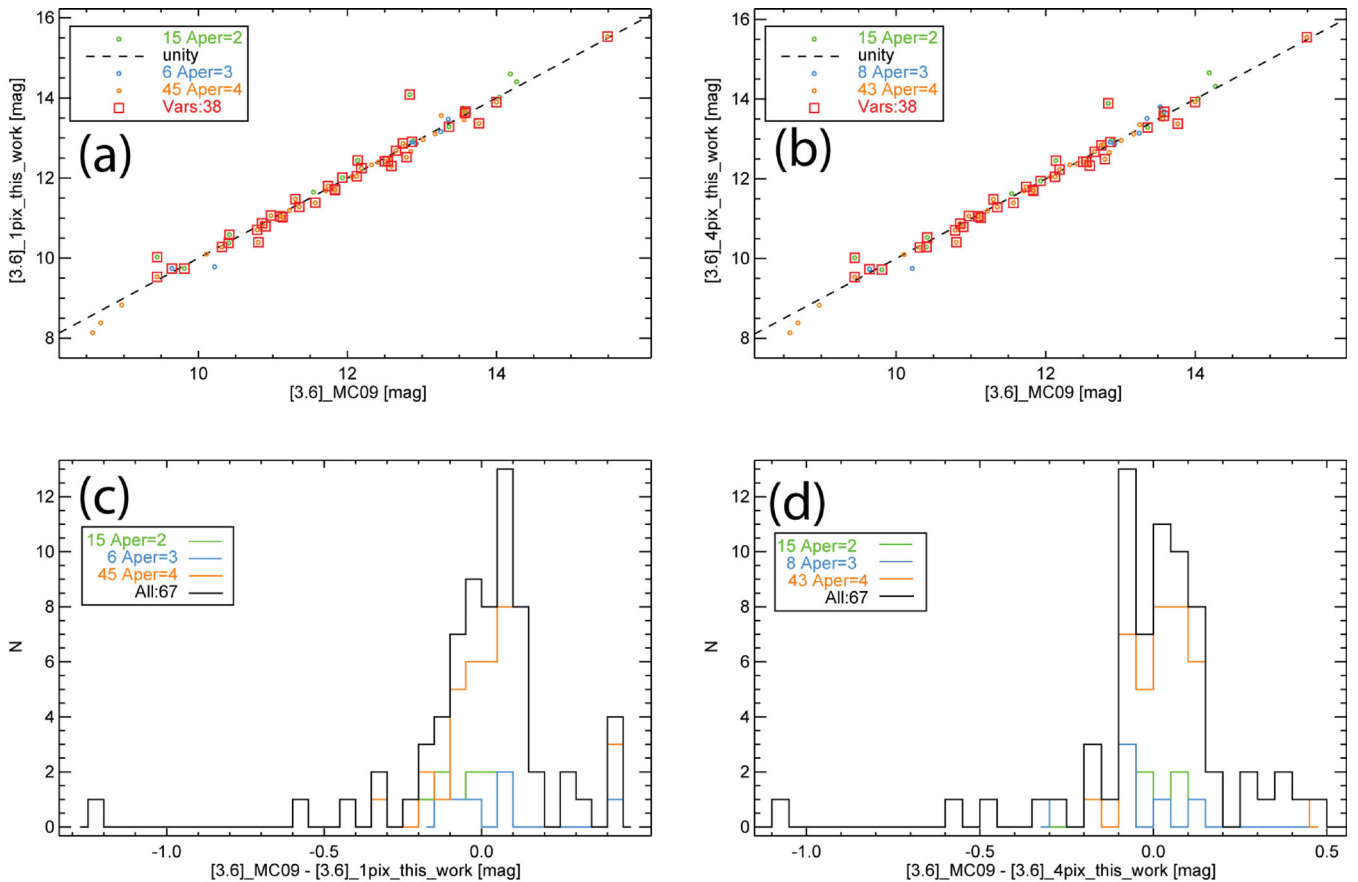 (a)
15 Aper=2
unity
6 Aper=3
45 Aper=4
Vars:38
16
14
12
10
8
[3.6]_1pix_this_work [mag]
10 12 14
[3.6]_MC09 [mag]
(b)
15 Aper=2
unity
8 Aper=3
43 Aper=4
Vars:38
16
14
12
10
8
[3.6]_4pix_this_work [mag]
10 12 14
[3.6]_MC09 [mag]
(c)
15 Aper=2
6 Aper=3
45 Aper=4
All:67
12
10
8
6
4
2
0
N
-1.0 -0.5 0.0
[3.6]_MC09 - [3.6]_1pix_this_work [mag]
(d)
15 Aper=2
8 Aper=3
43 Aper=4
All:67
12
10
8
6
4
2
0
N
-1.0 -0.5 0.0 0.5
[3.6]_MC09 - [3.6]_4pix_this_work [mag]